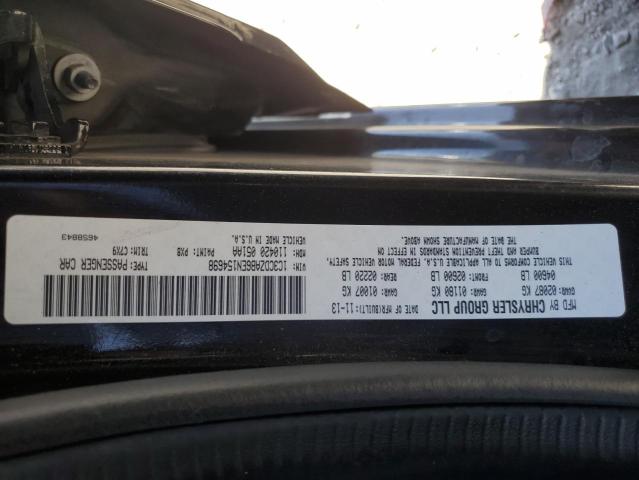 MFD BY CHRYSLER GROUP LLC
DATE OF MFR(BUILT): 11-13
GVWR: 02087 KG
04600 LB
GAWR: 01180 KG
FRONT: 02600 LB
01007 KG
REAR: 02220 LB
THIS VEHICLE CONFORMS TO ALL APPLICABLE FEDERAL MOTOR VEHICLE SAFETY,
BUMPER AND THEFT PREVENTION STANDARDS IN EFFECT ON
THE DATE OF MANUFACTURE SHOWN ABOVE.
VIN: 1C3CDZAB6EN154698
TYPE: PASSENGER CAR
MDH: 110420 051AA
PAINT: PX8
TRIM: C7X9
VEHICLE MADE IN U.S.A.
4658843